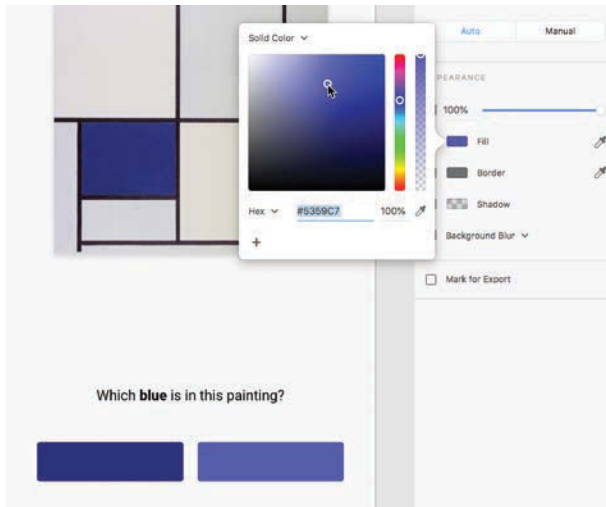 Solid Color
Hex #5359C7 100%
+
Auto Manual
PEARANCE
100%
Fill
Border
Shadow
Background Blur
Mark for Export
Which blue is in this painting?